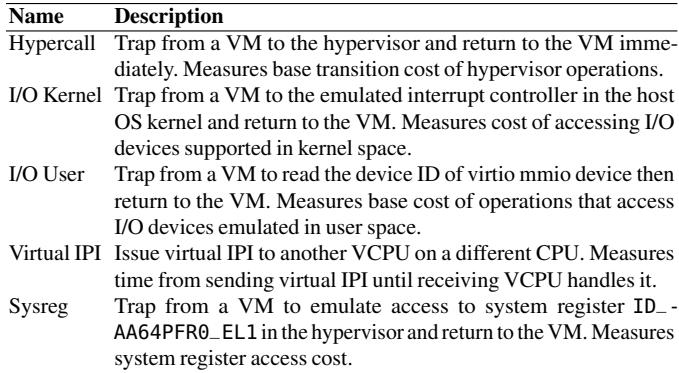 Name Description
Hypercall Trap from a VM to the hypervisor and return to the VM imme-
diately. Measures base transition cost of hypervisor operations.
I/O Kernel Trap from a VM to the emulated interrupt controller in the host
OS kernel and return to the VM. Measures cost of accessing I/O
devices supported in kernel space.
I/O User Trap from a VM to read the device ID of virtio mmio device then
return to the VM. Measures base cost of operations that access
I/O devices emulated in user space.
Virtual IPI Issue virtual IPI to another VCPU on a different CPU. Measures
time from sending virtual IPI until receiving VCPU handles it.
Sysreg Trap from a VM to emulate access to system register ID_-
AA64PFR0_EL1 in the hypervisor and return to the VM. Measures
system register access cost.